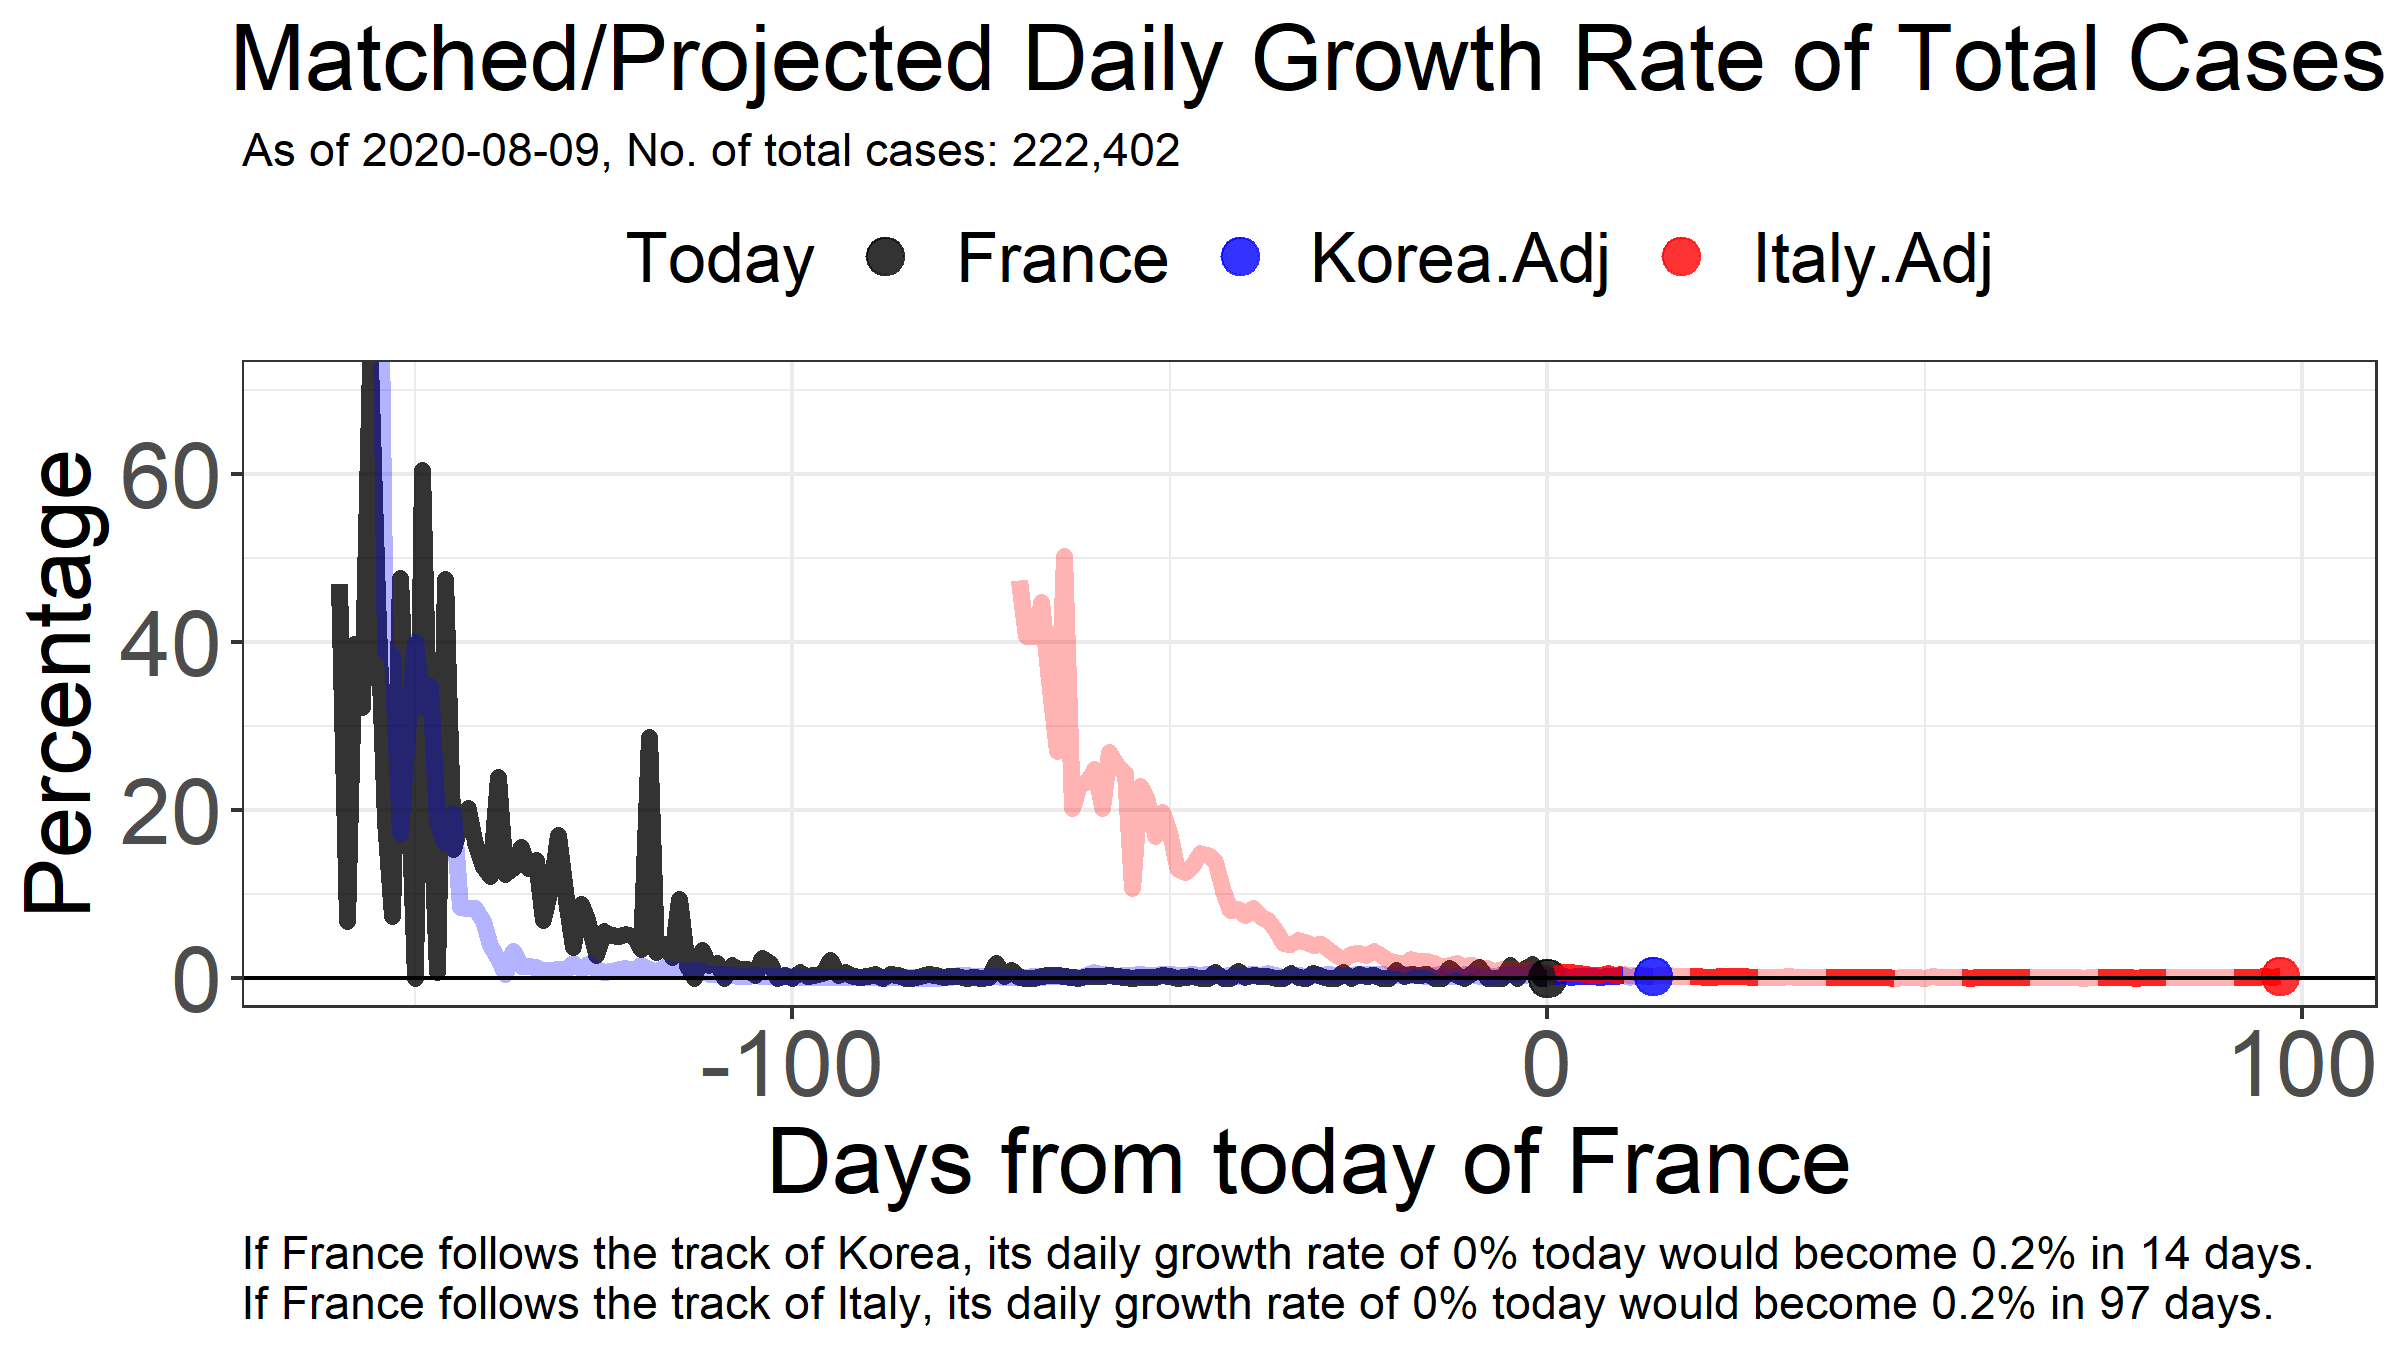 Matched/Projected Daily Growth Rate of Total Cases
As of 2020-08-09, No. of total cases: 222,402
Today France Korea.Adj Italy.Adj
Percentage
60
40
20
0
-100 0 100
Days from today of France
If France follows the track of Korea, its daily growth rate of 0% today would become 0.2% in 14 days.
If France follows the track of Italy, its daily growth rate of 0% today would become 0.2% in 97 days.